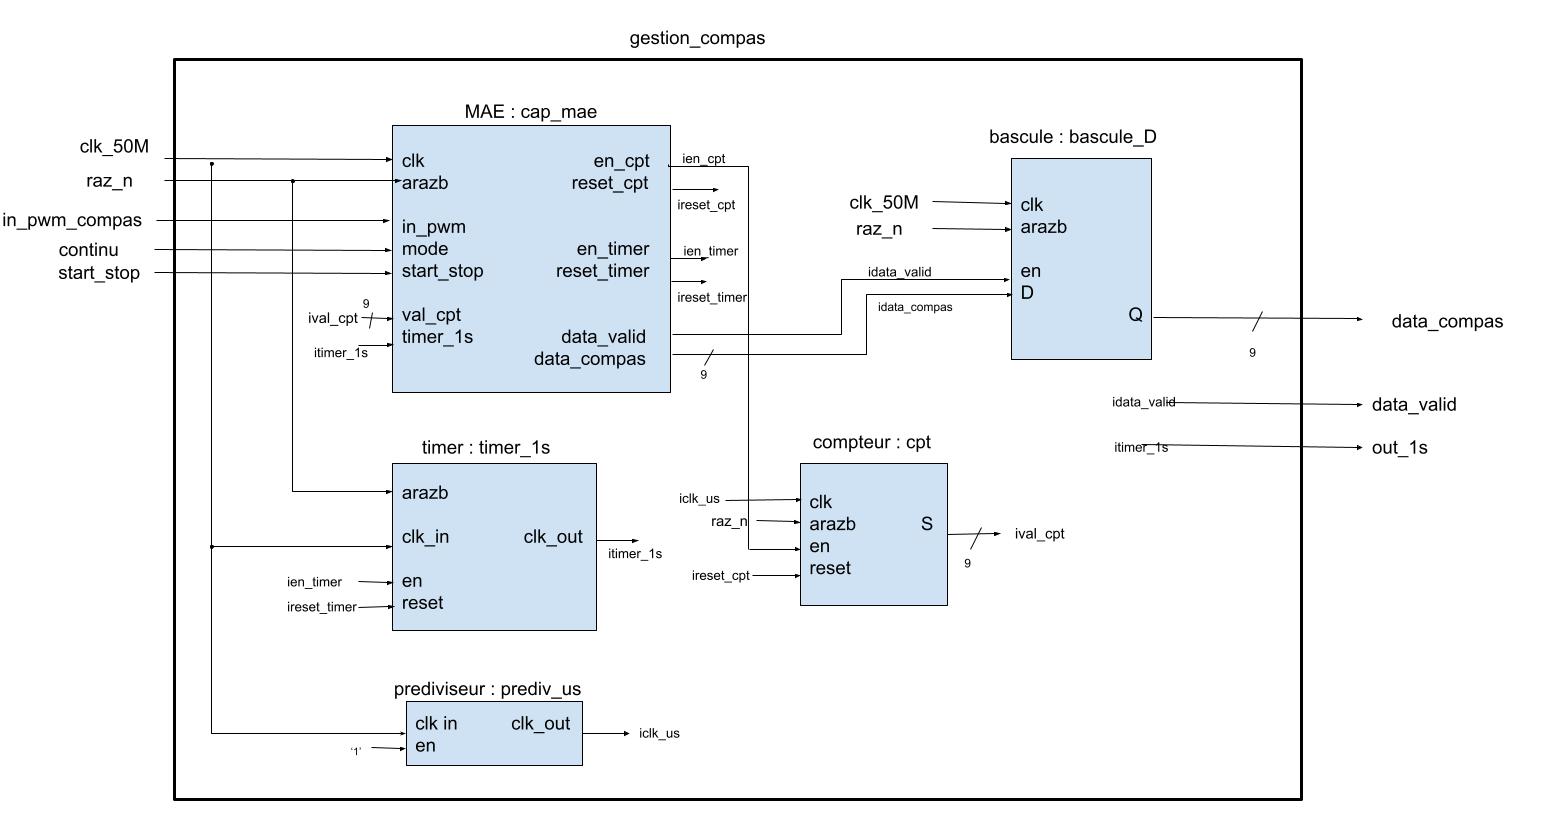 gestion_compas
MAE : cap_mae
clk_50M
raz_n
in_pwm_compas
continu
start_stop
clk
arazb
in_pwm
mode
start_stop
val_cpt
timer_1s
9
ival_cpt
itimer_1s
en_cpt
reset_cpt
en_timer
reset_timer
data_valid
data_compas
ien_cpt
ireset_cpt
ien_timer
ireset_timer
9
idata_valid
idata_compas
bascule : bascule_D
clk_50M
raz_n
clk
arazb
en
D
Q
9
data_compas
idata_valid
data_valid
itimer_1s
out_1s
timer : timer_1s
arazb
clk_in
en
reset
clk_out
ien_timer
ireset_timer
itimer_1s
compteur : cpt
iclk_us
raz_n
ireset_cpt
clk
arazb
en
reset
S
9
ival_cpt
prediviseur : prediv_us
clk in
en
clk_out
‘1’
iclk_us